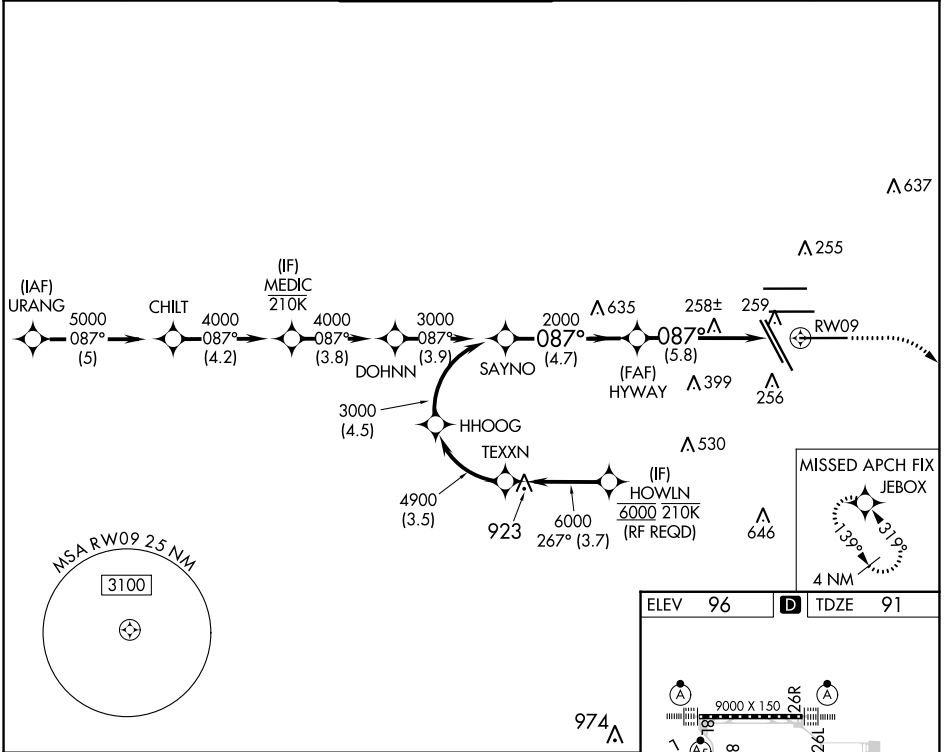 637
255
(IAF)
URANG
5000
087°
(5)
CHILT
4000
087°
(4.2)
(IF)
MEDIC
210K
4000
087°
(3.8)
DOHNN
3000
087°
(3.9)
SAYNO
2000
087°
(4.7)
635
(FAF)
HYWAY
087°
(5.8)
258±
259
RW09
399
256
3000
(4.5)
HHOOG
530
TEXXN
4900
(3.5)
923
6000
267° (3.7)
(IF)
HOWLN
6000 210K
(RF REQD)
646
MISSED APCH FIX
JEBOX
139°
319°
4 NM
MSA RW09 25 NM
3100
ELEV 96 D TDZE 91
A
A
9000 X 150
26R
18L
26L
8
974